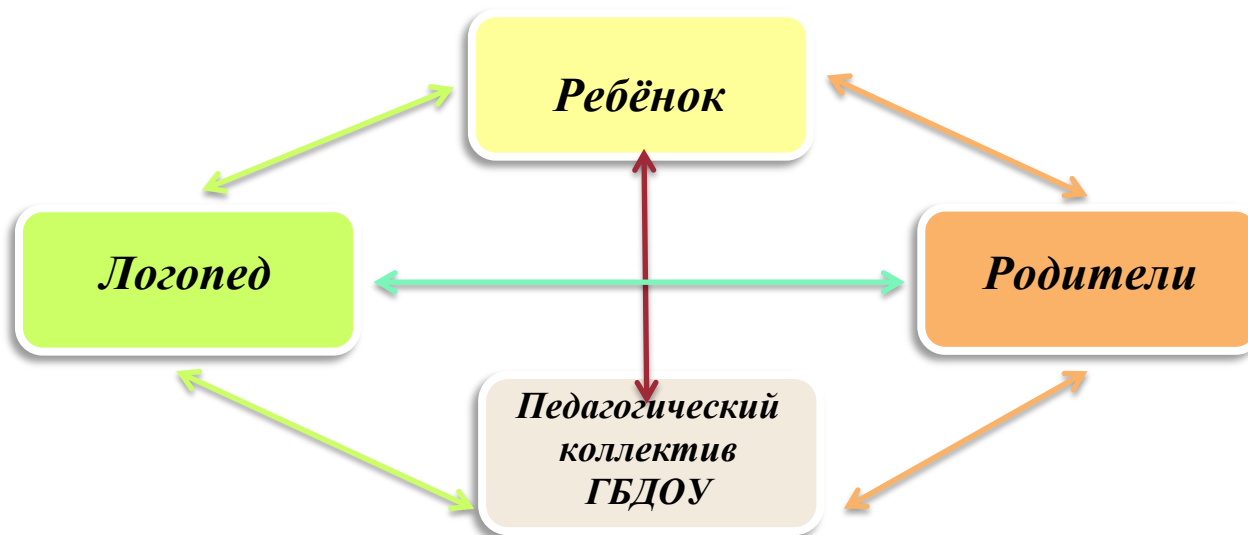 Ребёнок
Логопед
Родители
Педагогический
коллектив
ГБДОУ